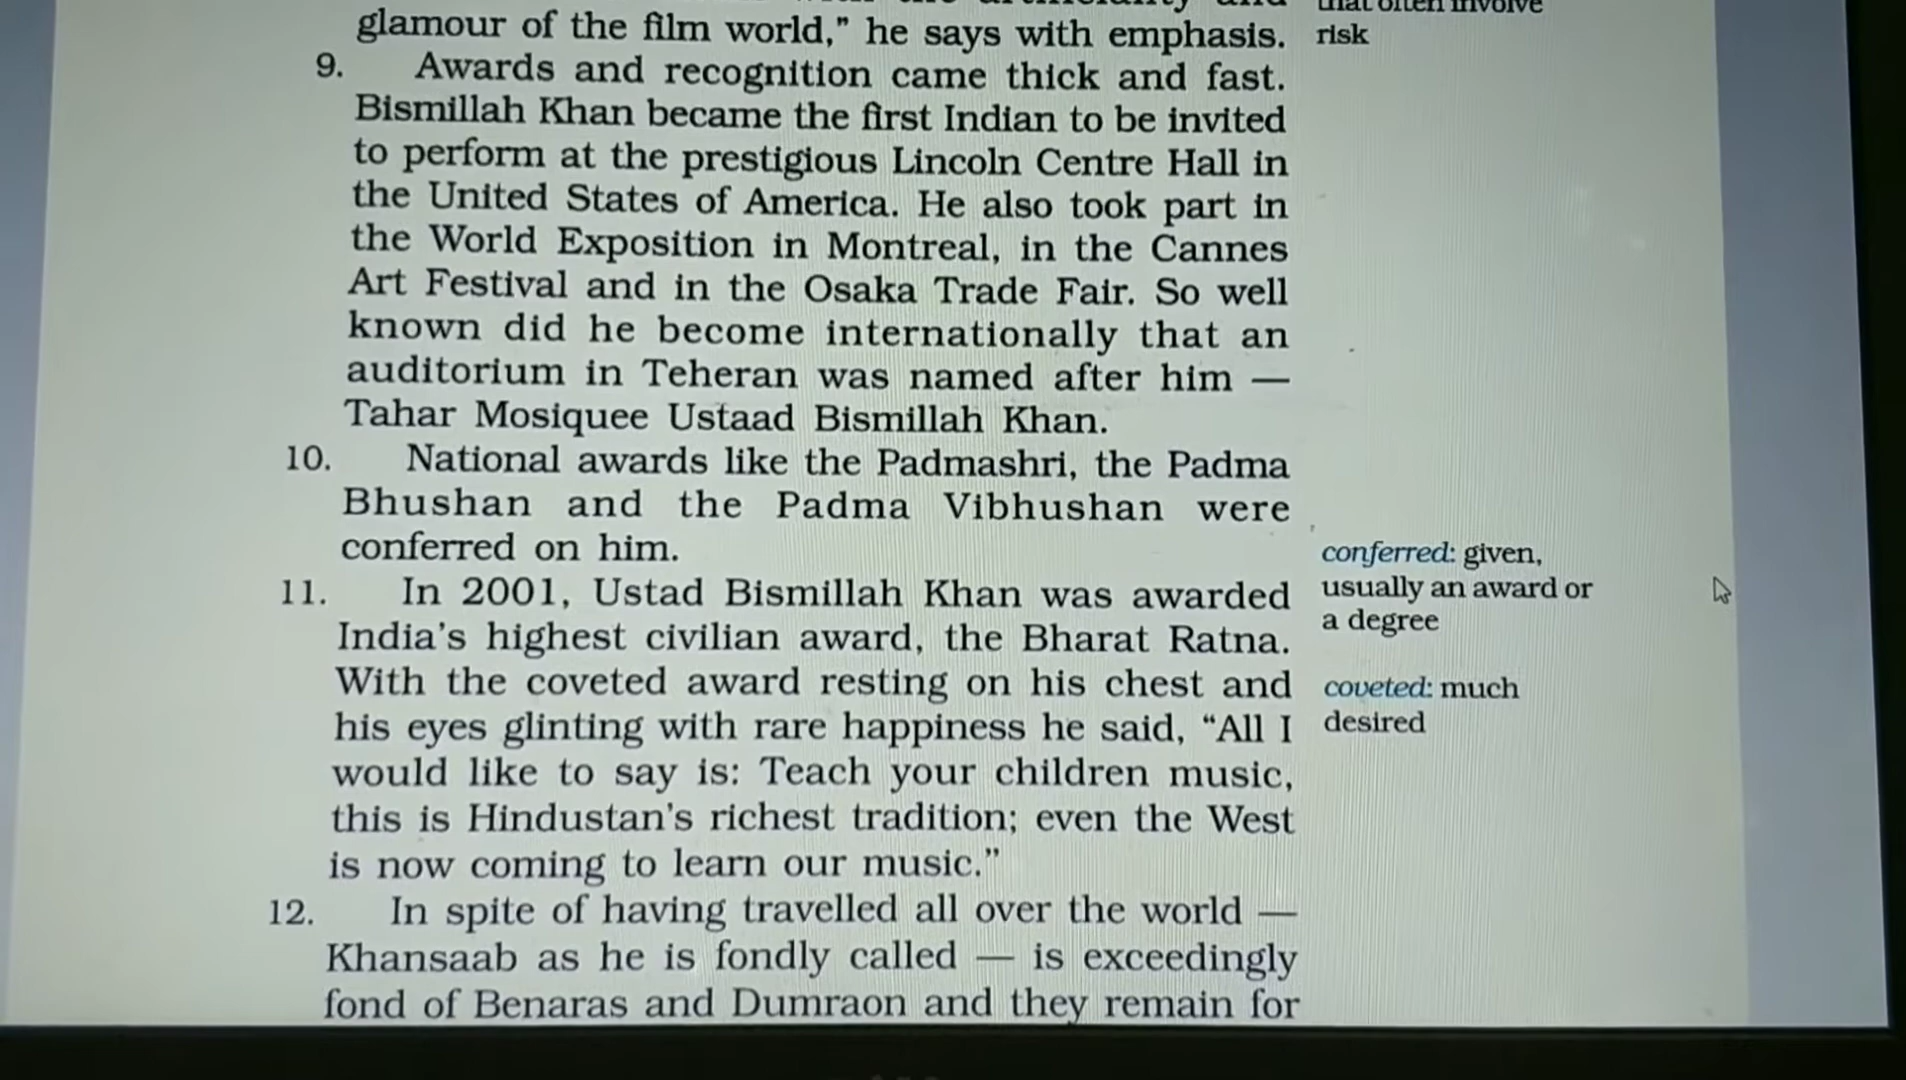 glamour of the film world," he says with emphasis.
9. Awards and recognition came thick and fast.
Bismillah Khan became the first Indian to be invited
to perform at the prestigious Lincoln Centre Hall in
the United States of America. He also took part in
the World Exposition in Montreal, in the Cannes
Art Festival and in the Osaka Trade Fair. So well
known did he become internationally that an
auditorium in Teheran was named after him —
Tahar Mosiquee Ustaad Bismillah Khan.
10. National awards like the Padmashri, the Padma
Bhushan and the Padma Vibhushan were
conferred on him.
11. In 2001, Ustad Bismillah Khan was awarded
India's highest civilian award, the Bharat Ratna.
With the coveted award resting on his chest and
his eyes glinting with rare happiness he said, “All I
would like to say is: Teach your children music,
this is Hindustan's richest tradition; even the West
is now coming to learn our music.”
12. In spite of having travelled all over the world —
Khansaab as he is fondly called — is exceedingly
fond of Benaras and Dumraon and they remain for
that often involve
risk
conferred: given,
usually an award or
a degree
coveted: much
desired